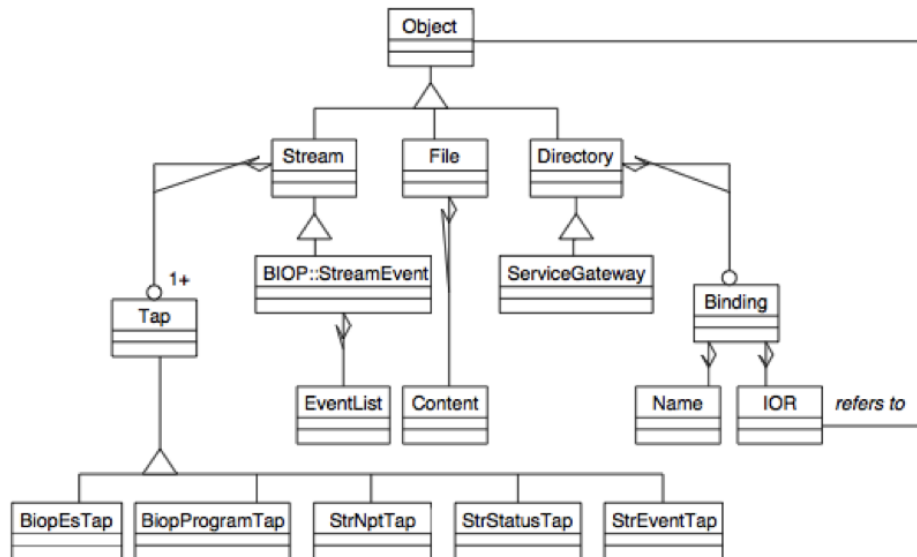 Object
Stream
File
Directory
BIOP::StreamEvent
ServiceGateway
1+
Tap
Binding
EventList
Content
Name
IOR
refers to
BiopEsTap
BiopProgramTap
StrNptTap
StrStatusTap
StrEventTap